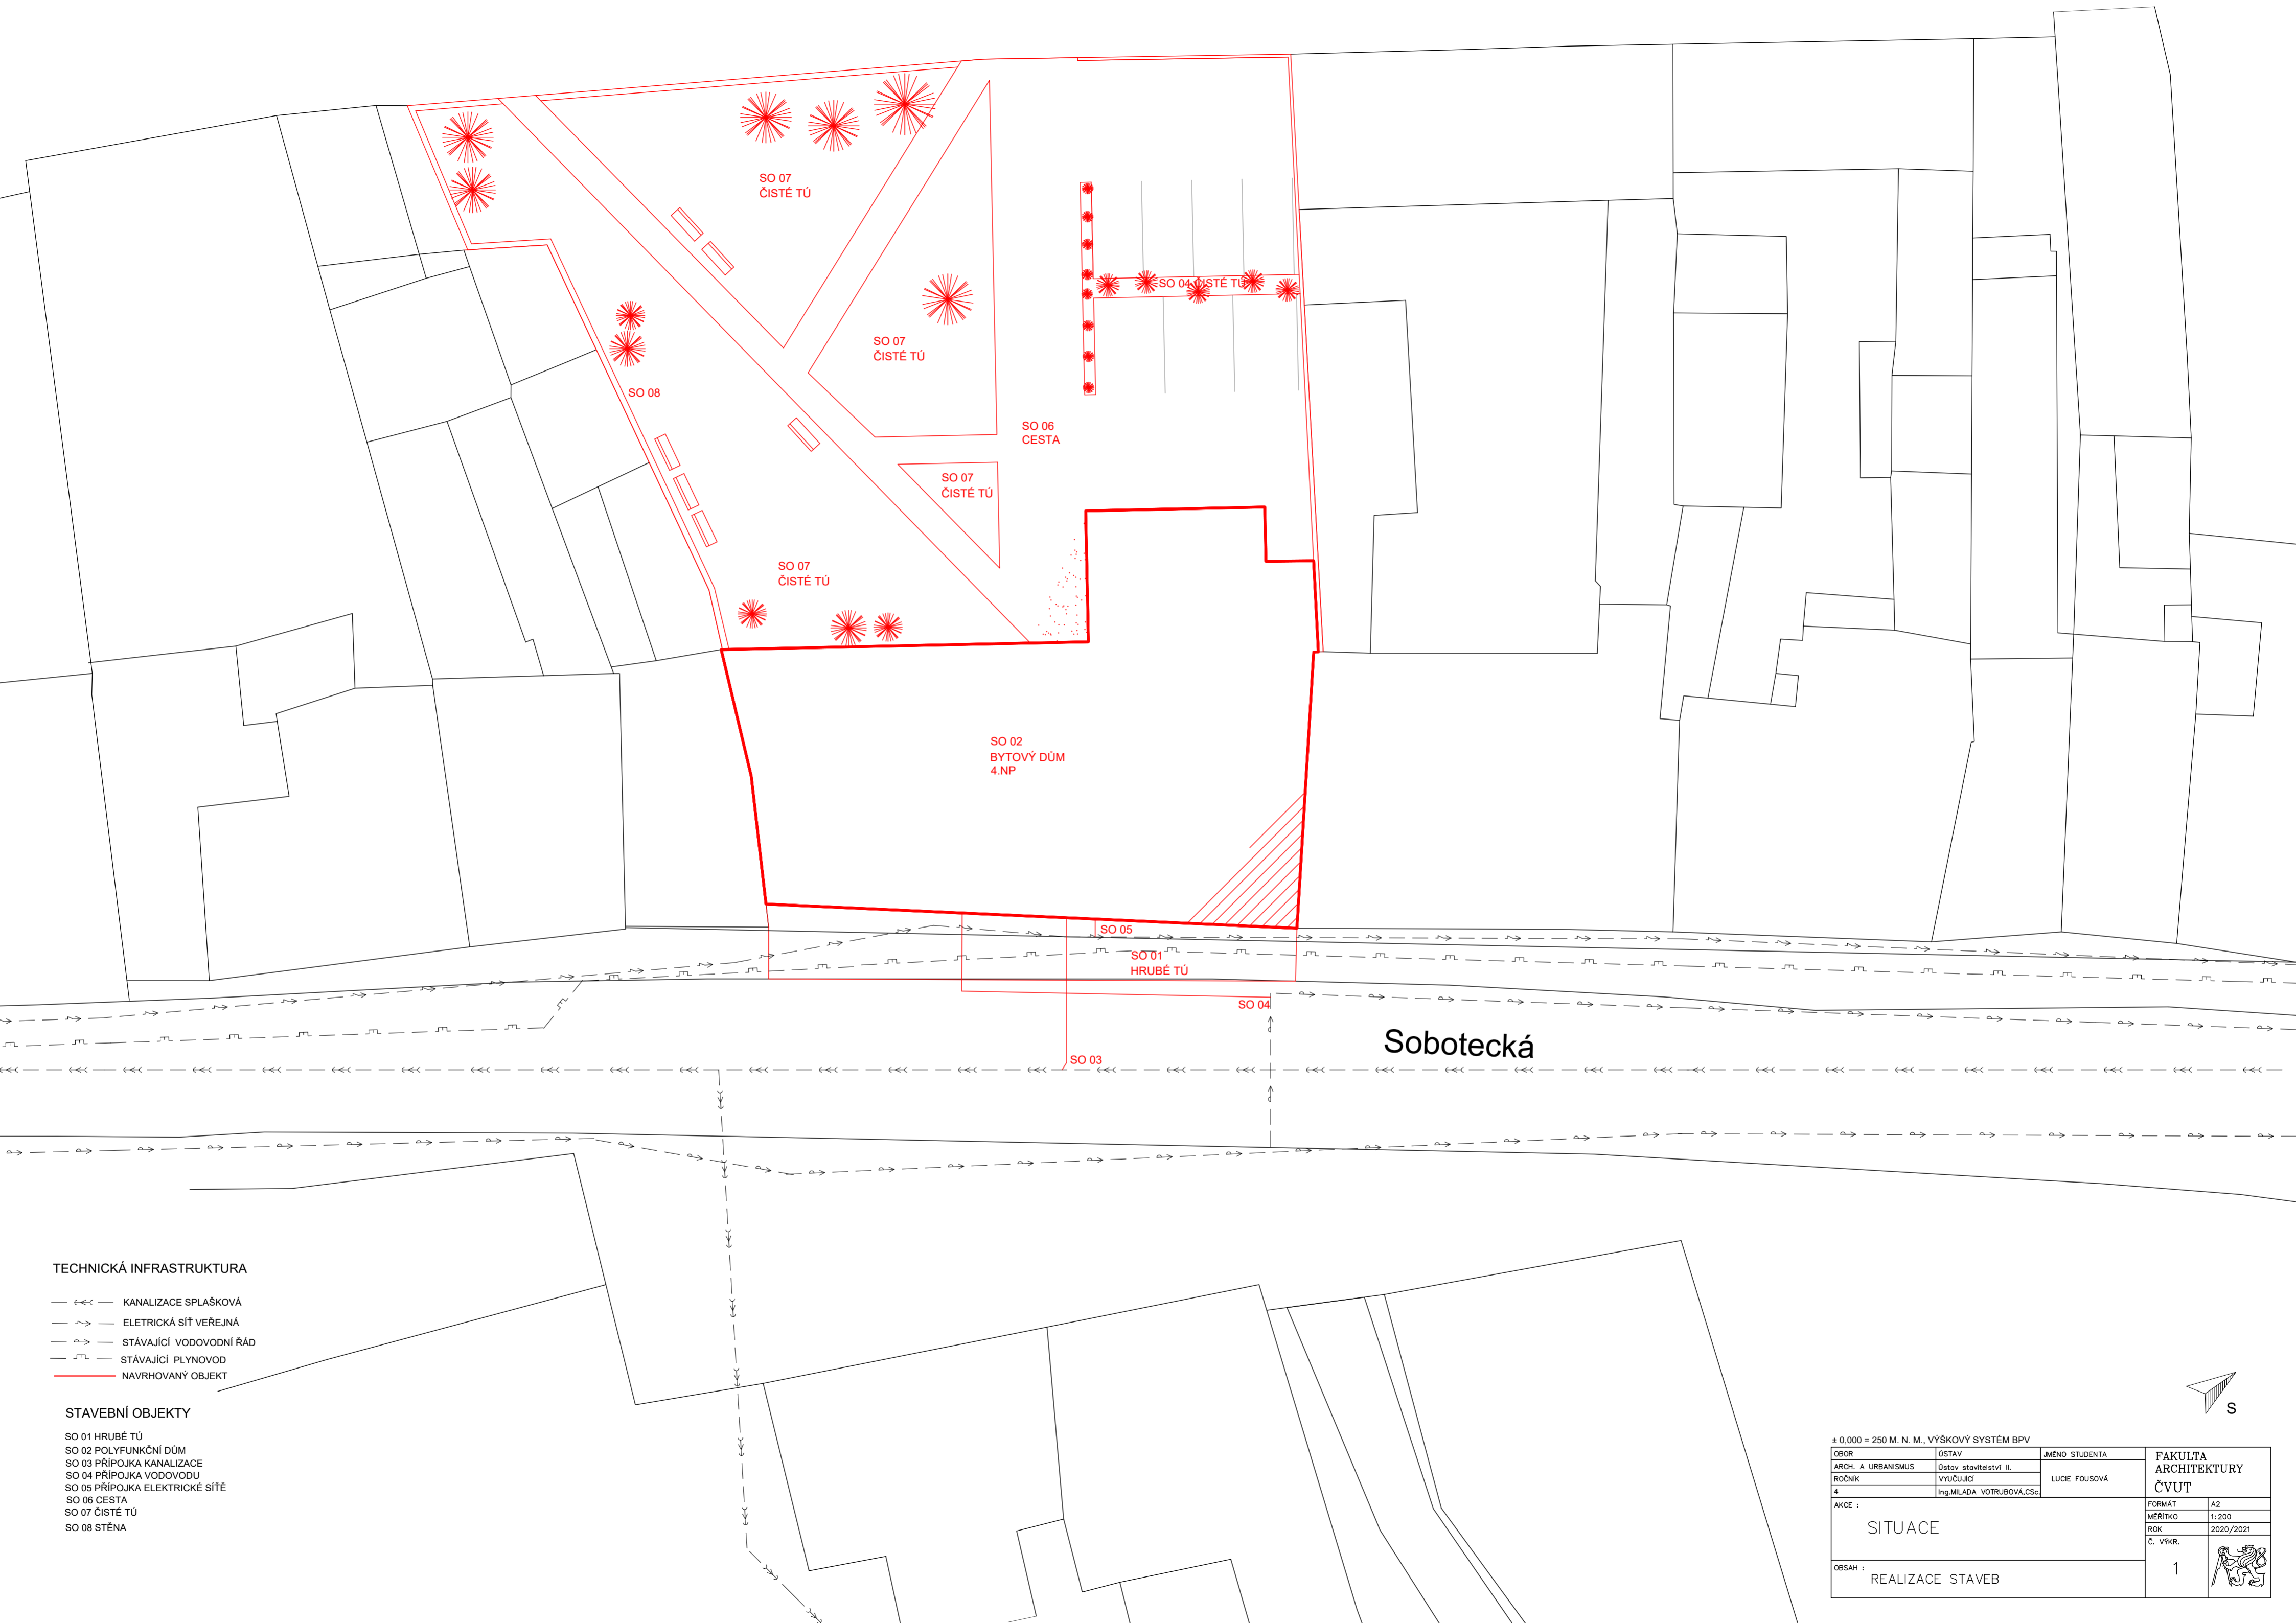 SO 07
ČISTÉ TÚ
SO 04 ČISTÉ TÚ
SO 07
ČISTÉ TÚ
SO 08
SO 06
CESTA
SO 07
ČISTÉ TÚ
SO 07
ČISTÉ TÚ
SO 02
BYTOVÝ DŮM
4.NP
SO 05
SO 01
HRUBÉ TÚ
SO 04
SO 03
Sobotecká
TECHNICKÁ INFRASTRUKTURA
KANALIZACE SPLAŠKOVÁ
ELETRICKÁ SÍŤ VEŘEJNÁ
STÁVAJÍCÍ VODOVODNÍ ŘÁD
STÁVAJÍCÍ PLYNOVOD
NAVRHOVANÝ OBJEKT
STAVEBNÍ OBJEKTY
SO 01 HRUBÉ TÚ
SO 02 POLYFUNKČNÍ DŮM
SO 03 PŘÍPOJKA KANALIZACE
SO 04 PŘÍPOJKA VODOVODU
SO 05 PŘÍPOJKA ELEKTRICKÉ SÍTĚ
SO 06 CESTA
SO 07 ČISTÉ TÚ
SO 08 STĚNA
S
± 0,000 = 250 M. N. M., VÝŠKOVÝ SYSTÉM BPV
OBOR
ÚSTAV
JMÉNO STUDENTA
FAKULTA
ARCHITEKTURY
ČVUT
ARCH. A URBANISMUS
Ústav stavitelství II.
LUCIE FOUSOVÁ
ROČNÍK
VYUČUJÍCÍ
4
Ing.MILADA VOTRUBOVÁ,CSc.
AKCE :
SITUACE
FORMÁT
A2
MĚŘÍTKO
1:200
ROK
2020/2021
Č. VÝKR.
1
OBSAH :
REALIZACE STAVEB